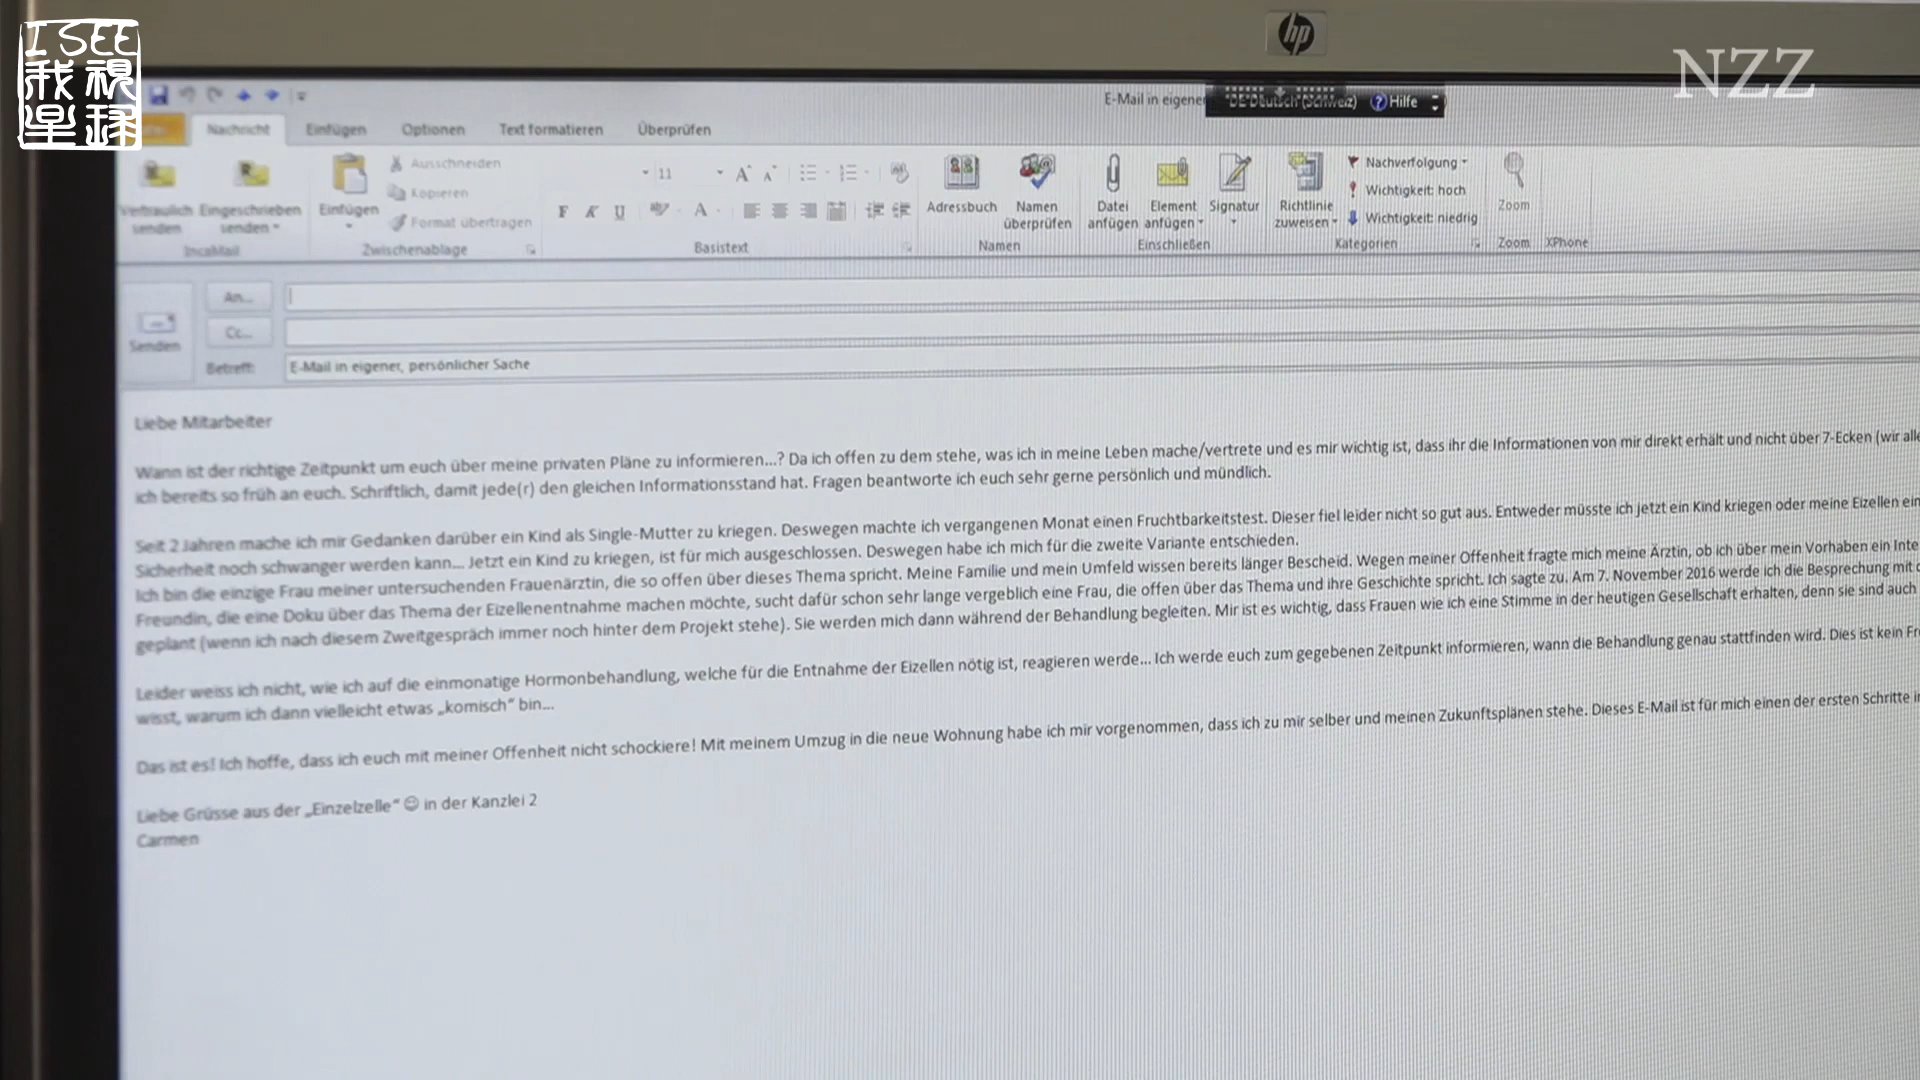 I SEE
我視
里球
hp
NZZ
E-Mail in eigener
DE Deutsch (Schweiz) Hilfe
Nachricht Einfügen Optionen Text formatieren Überprüfen
Vertraulich senden
Eingeschrieben senden
IncaMail
Einfügen
Ausschneiden
Kopieren
Format übertragen
Zwischenablage
11
F K U
Basistext
Adressbuch
Namen überprüfen
Namen
Datei anfügen
Element anfügen
Signatur
Einschließen
Richtlinie zuweisen
Nachverfolgung
Wichtigkeit: hoch
Wichtigkeit: niedrig
Kategorien
Zoom
Zoom
XPhone
Senden
An...
Cc...
Betreff: E-Mail in eigener, persönlicher Sache
Liebe Mitarbeiter
Wann ist der richtige Zeitpunkt um euch über meine privaten Pläne zu informieren...? Da ich offen zu dem stehe, was ich in meine Leben mache/vertrete und es mir wichtig ist, dass ihr die Informationen von mir direkt erhält und nicht über 7-Ecken (wir alle
ich bereits so früh an euch. Schriftlich, damit jede(r) den gleichen Informationsstand hat. Fragen beantworte ich euch sehr gerne persönlich und mündlich.
Seit 2 Jahren mache ich mir Gedanken darüber ein Kind als Single-Mutter zu kriegen. Deswegen machte ich vergangenen Monat einen Fruchtbarkeitstest. Dieser fiel leider nicht so gut aus. Entweder müsste ich jetzt ein Kind kriegen oder meine Eizellen ein
Sicherheit noch schwanger werden kann... Jetzt ein Kind zu kriegen, ist für mich ausgeschlossen. Deswegen habe ich mich für die zweite Variante entschieden.
Ich bin die einzige Frau meiner untersuchenden Frauenärztin, die so offen über dieses Thema spricht. Meine Familie und mein Umfeld wissen bereits länger Bescheid. Wegen meiner Offenheit fragte mich meine Ärztin, ob ich über mein Vorhaben ein Inte
Freundin, die eine Doku über das Thema der Eizellenentnahme machen möchte, sucht dafür schon sehr lange vergeblich eine Frau, die offen über das Thema und ihre Geschichte spricht. Ich sagte zu. Am 7. November 2016 werde ich die Besprechung mit
geplant (wenn ich nach diesem Zweitgespräch immer noch hinter dem Projekt stehe). Sie werden mich dann während der Behandlung begleiten. Mir ist es wichtig, dass Frauen wie ich eine Stimme in der heutigen Gesellschaft erhalten, denn sie sind auch
Leider weiss ich nicht, wie ich auf die einmonatige Hormonbehandlung, welche für die Entnahme der Eizellen nötig ist, reagieren werde... Ich werde euch zum gegebenen Zeitpunkt informieren, wann die Behandlung genau stattfinden wird. Dies ist kein Fr
wisst, warum ich dann vielleicht etwas „komisch“ bin...
Das ist es! Ich hoffe, dass ich euch mit meiner Offenheit nicht schockiere! Mit meinem Umzug in die neue Wohnung habe ich mir vorgenommen, dass ich zu mir selber und meinen Zukunftsplänen stehe. Dieses E-Mail ist für mich einen der ersten Schritte
Liebe Grüsse aus der „Einzelzelle“ ☺ in der Kanzlei 2
Carmen